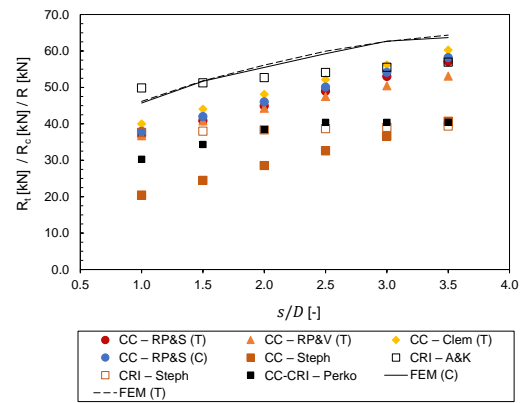 70.0
60.0
50.0
40.0
30.0
20.0
10.0
0.0
R_t [kN] / R_c [kN] / R [kN]
0.5 1.0 1.5 2.0 2.5 3.0 3.5 4.0
s/D [-]
CC – RP&S (T) CC – RP&V (T) CC – Clem (T)
CC – RP&S (C) CC – Steph CRI – A&K
CRI – Steph CC-CRI – Perko FEM (C)
FEM (T)